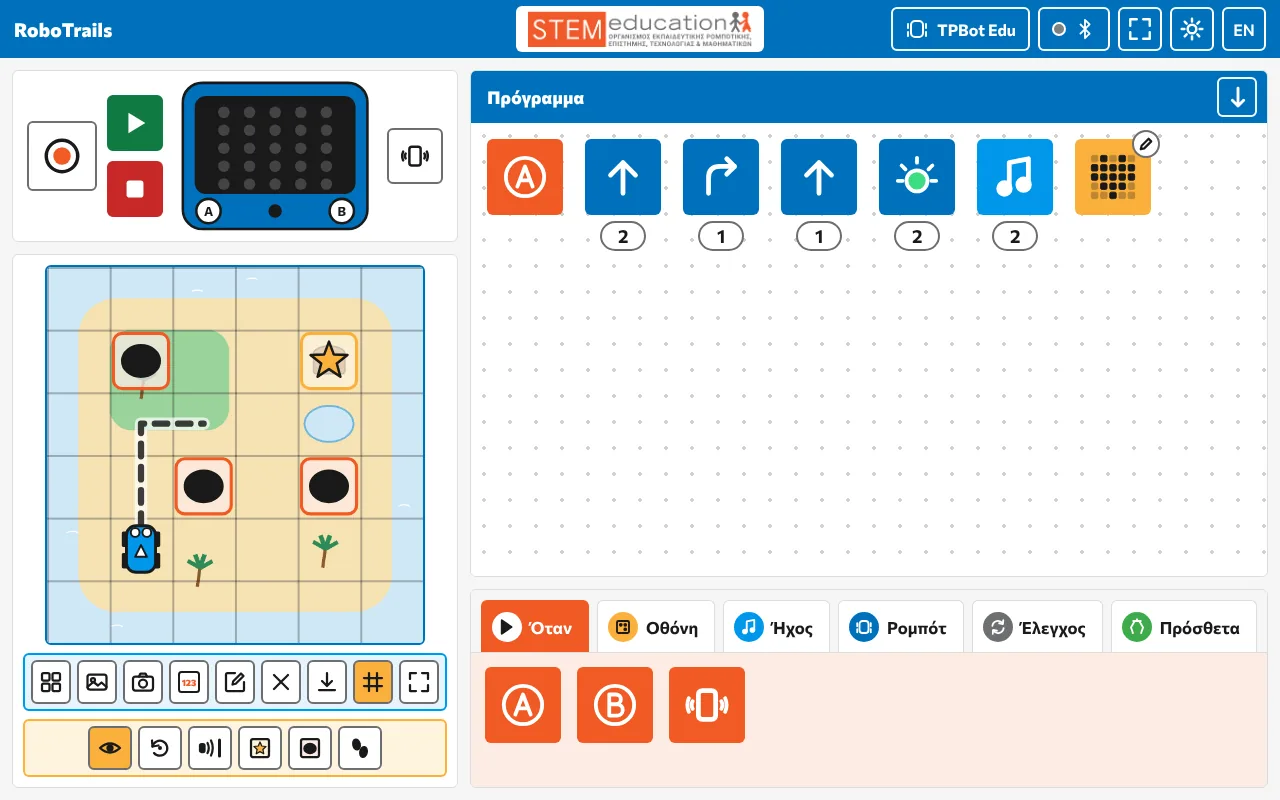 RoboTrails
STEM education
ΟΡΓΑΝΙΣΜΟΣ ΕΚΠΑΙΔΕΥΤΙΚΗΣ ΡΟΜΠΟΤΙΚΗΣ,
ΕΠΙΣΤΗΜΗΣ, ΤΕΧΝΟΛΟΓΙΑΣ & ΜΑΘΗΜΑΤΙΚΩΝ
TPBot Edu
EN
A
B
Πρόγραμμα
A
2
1
1
2
2
123
Όταν
Οθόνη
Ήχος
Ρομπότ
Έλεγχος
Πρόσθετα
A
B